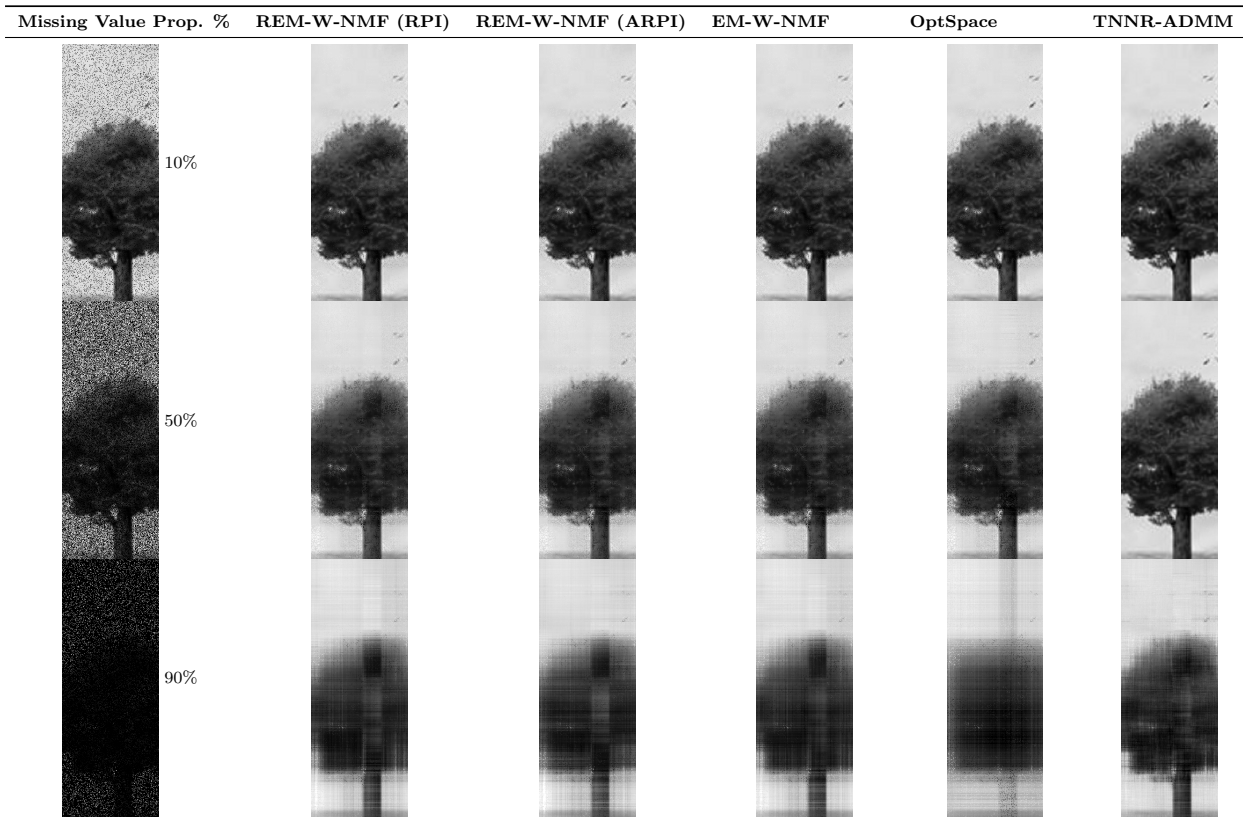 Missing Value Prop. % REM-W-NMF (RPI) REM-W-NMF (ARPI) EM-W-NMF OptSpace TNNR-ADMM
10%
50%
90%